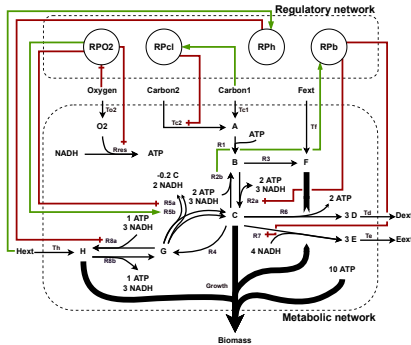 Regulatory network
RPO2
RPcl
RPh
RPb
Oxygen
Carbon2
Carbon1
Fext
To2
Tc2
Tc1
Tf
O2
A
R1
ATP
NADH
Rres
ATP
B
R3
F
R2b
-0.2 C
2 NADH
2 ATP
3 NADH
2 ATP
3 NADH
R2a
R5a
R5b
2 ATP
C
R6
3 D
Td
Dext
1 ATP
3 NADH
R7
3 E
Te
Eext
R8a
Hext
Th
H
G
R4
4 NADH
R8b
1 ATP
3 NADH
10 ATP
Growth
Metabolic network
Biomass